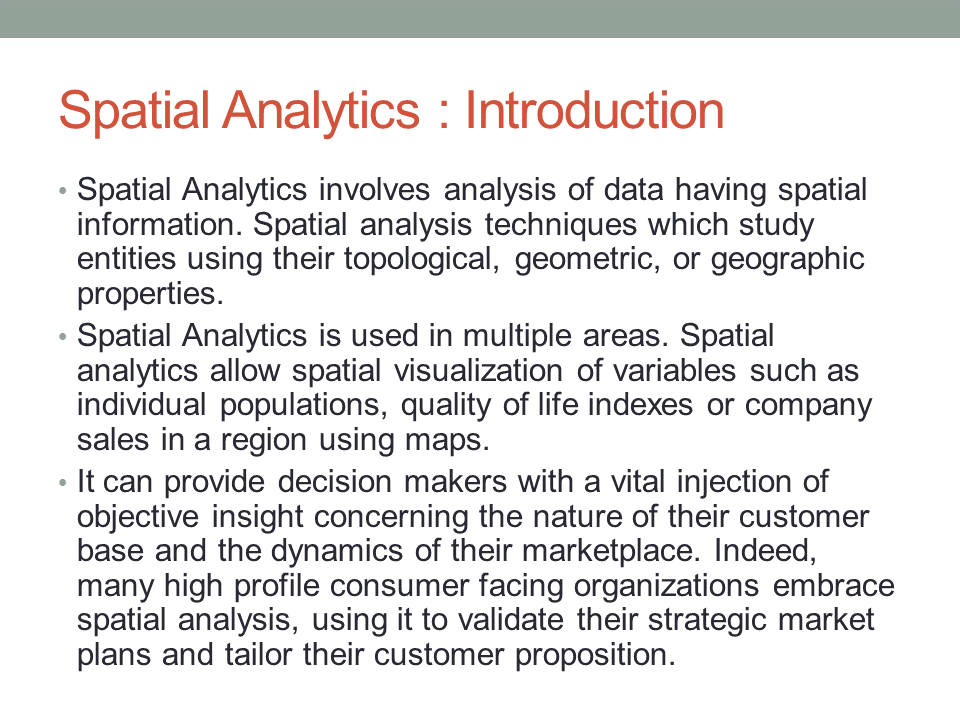 Spatial Analytics : Introduction
• Spatial Analytics involves analysis of data having spatial
information. Spatial analysis techniques which study
entities using their topological, geometric, or geographic
properties.
• Spatial Analytics is used in multiple areas. Spatial
analytics allow spatial visualization of variables such as
individual populations, quality of life indexes or company
sales in a region using maps.
• It can provide decision makers with a vital injection of
objective insight concerning the nature of their customer
base and the dynamics of their marketplace. Indeed,
many high profile consumer facing organizations embrace
spatial analysis, using it to validate their strategic market
plans and tailor their customer proposition.